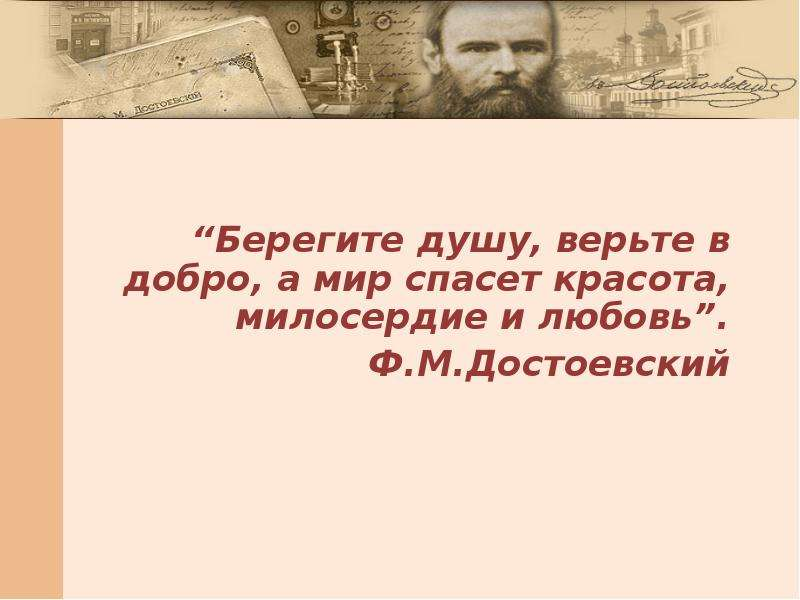 М. Достоевский
“Берегите душу, верьте в
добро, а мир спасет красота,
милосердие и любовь”.
Ф.М.Достоевский